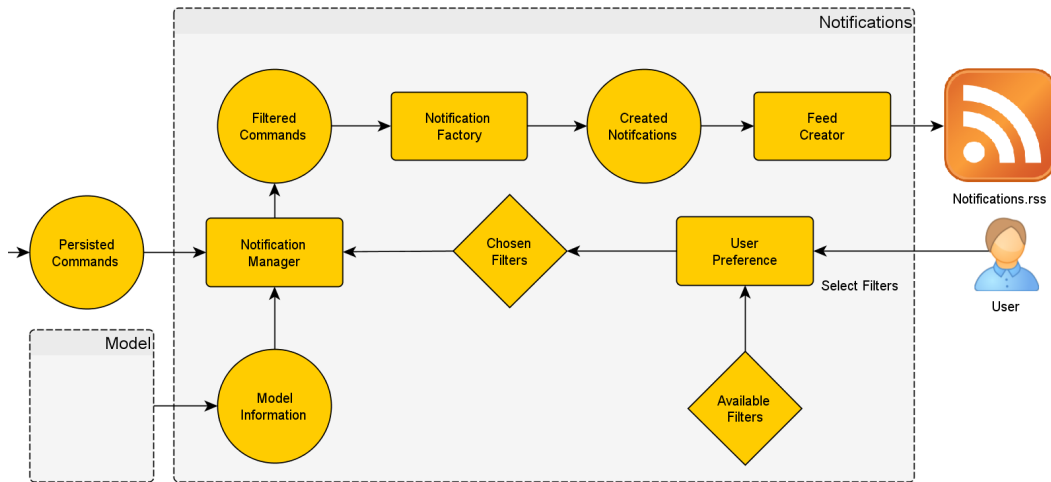 Notifications
Filtered
Commands
Notification
Factory
Created
Notifcations
Feed
Creator
Notifications.rss
Persisted
Commands
Notification
Manager
Chosen
Filters
User
Preference
Select Filters
User
Model
Model
Information
Available
Filters